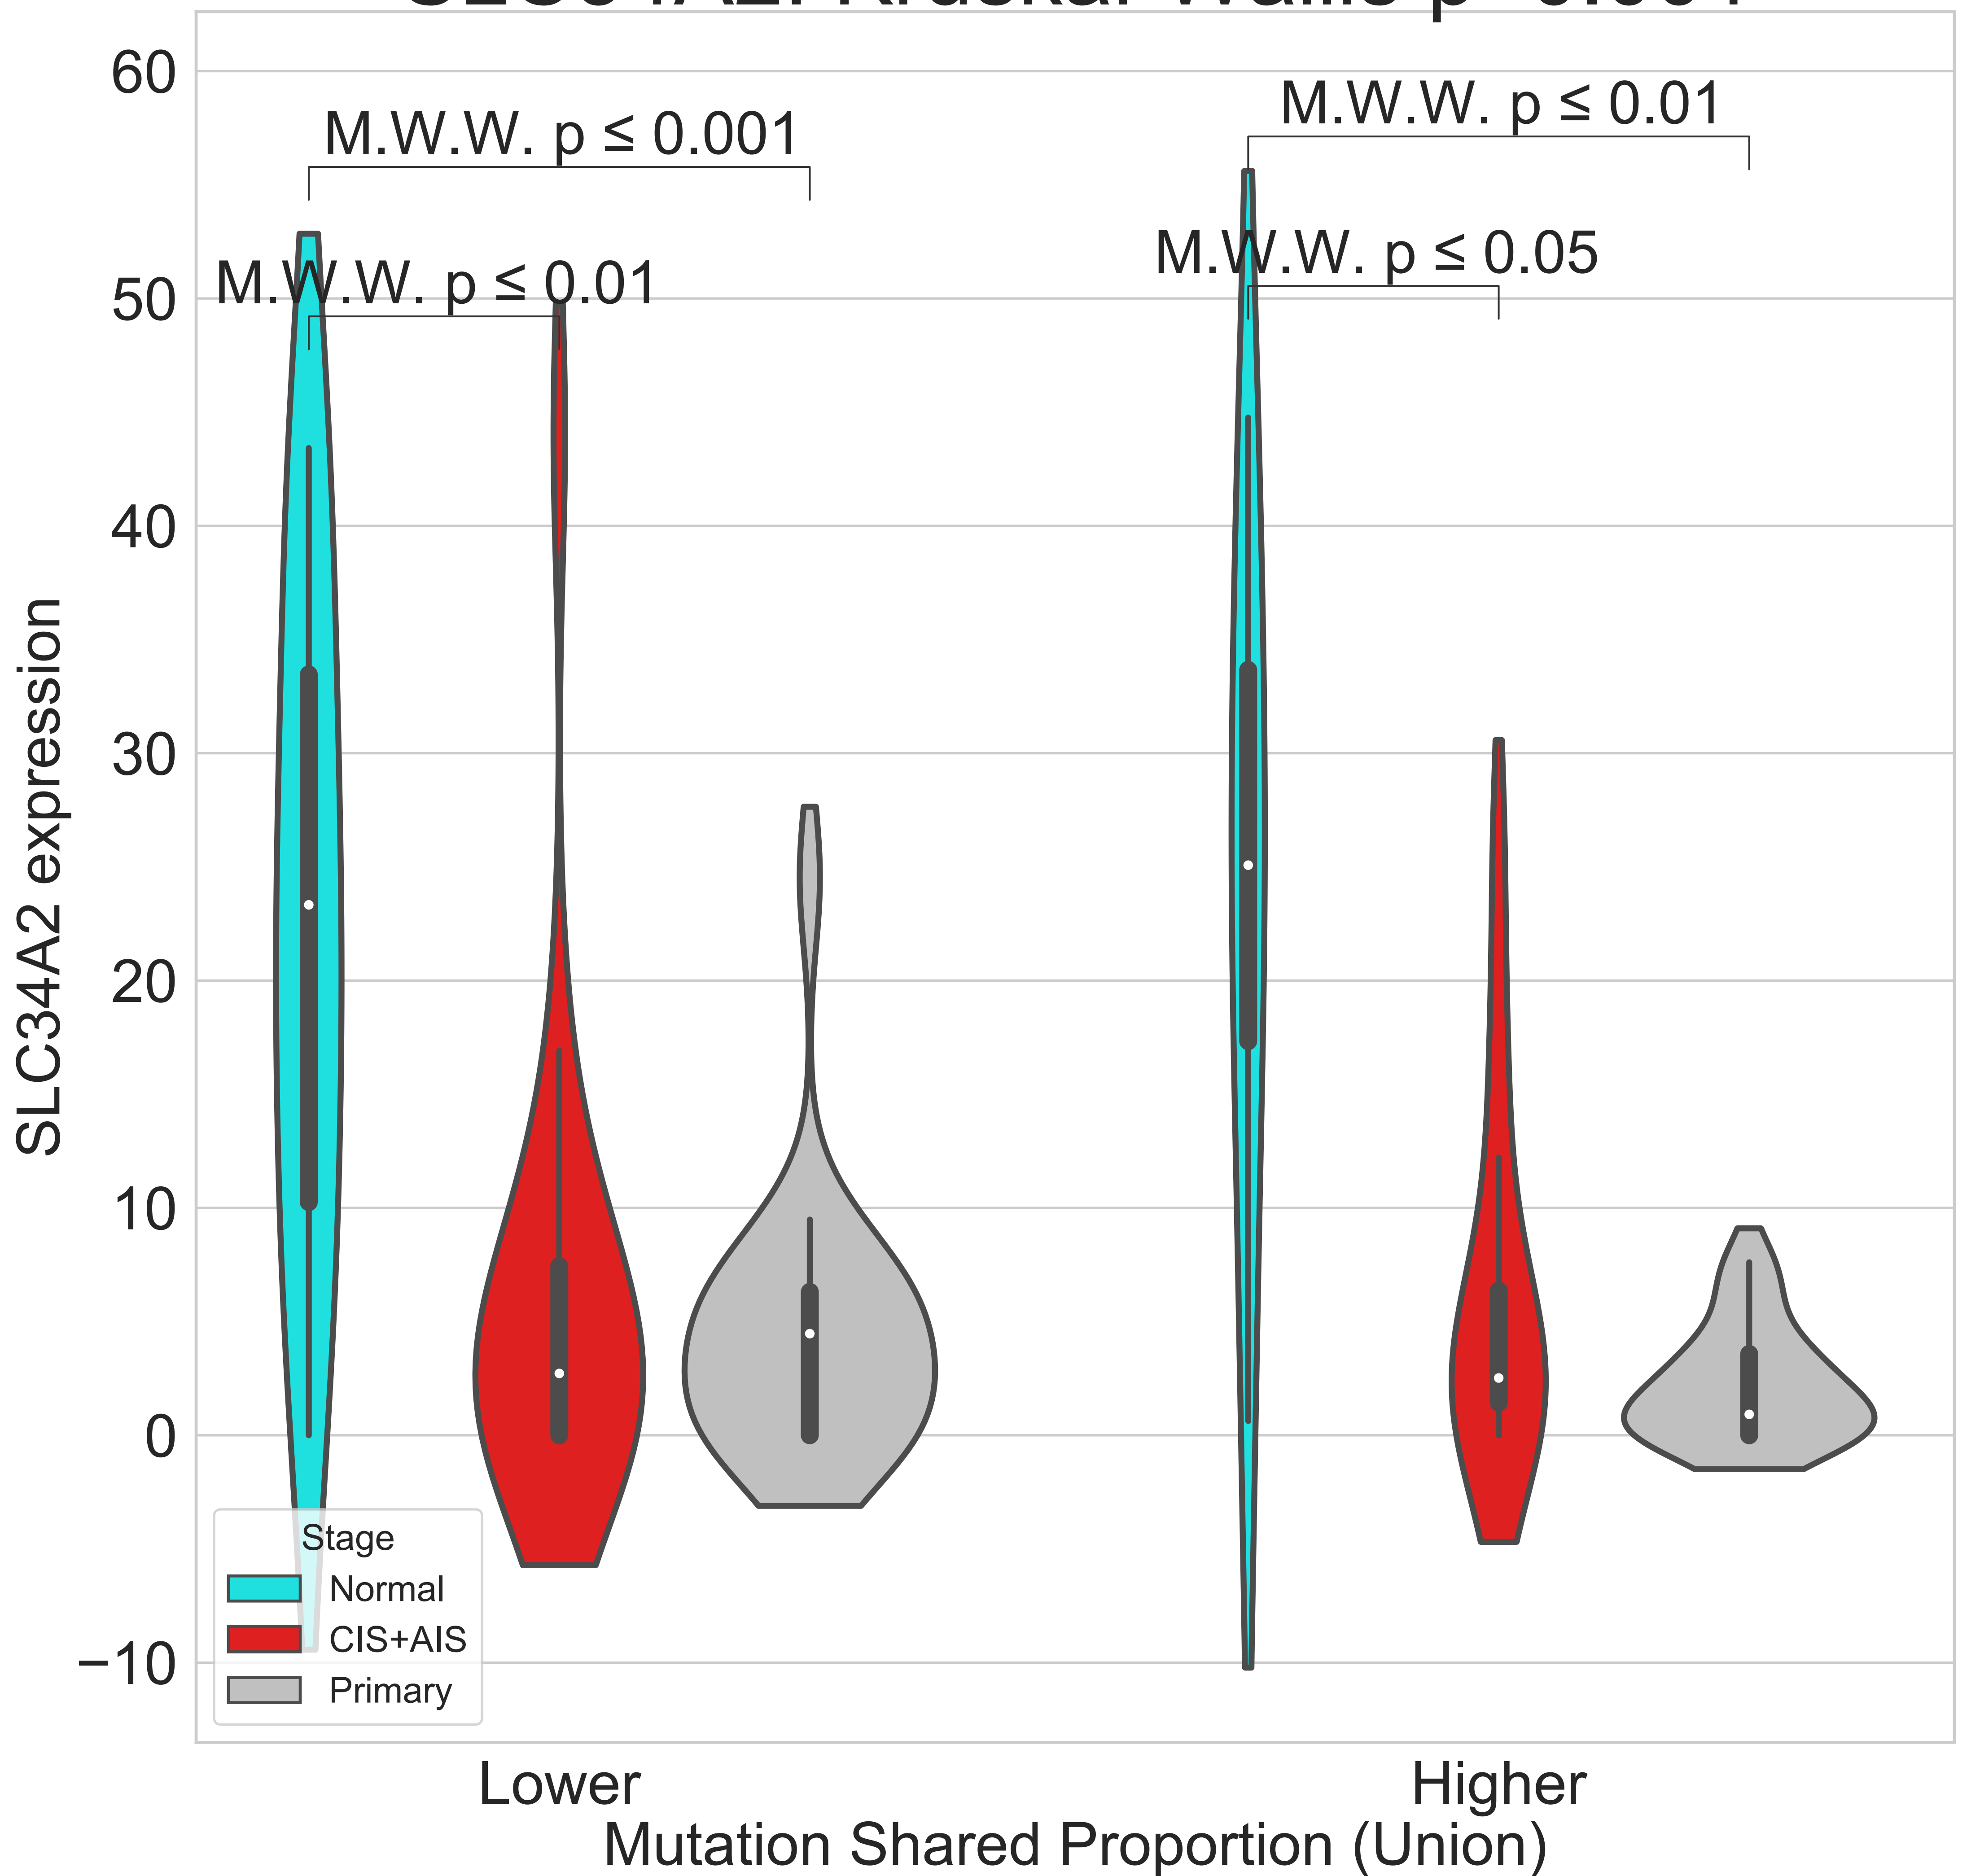 60
50
40
30
20
10
0
−10
SLC34A2 expression
M.W.W. p ≤ 0.001
M.W.W. p ≤ 0.01
M.W.W. p ≤ 0.01
M.W.W. p ≤ 0.05
Stage
Normal
CIS+AIS
Primary
Lower
Higher
Mutation Shared Proportion (Union)